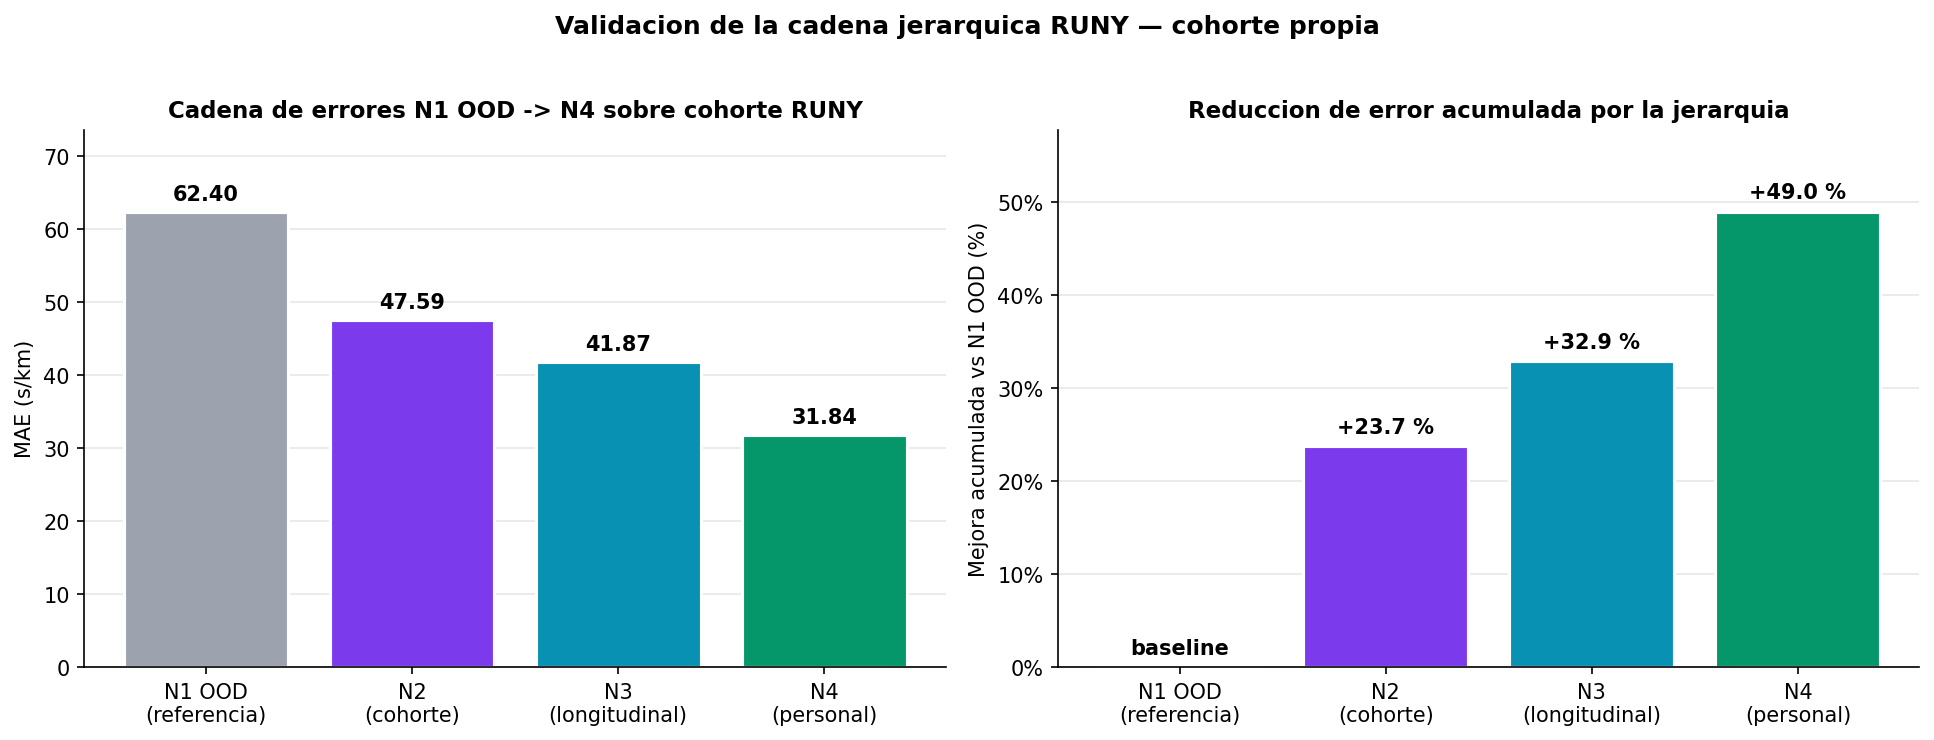 Validacion de la cadena jerarquica RUNY — cohorte propia
Cadena de errores N1 OOD -> N4 sobre cohorte RUNY
MAE (s/km)
70
60
50
40
30
20
10
0
62.40
47.59
41.87
31.84
N1 OOD
(referencia)
N2
(cohorte)
N3
(longitudinal)
N4
(personal)
Reduccion de error acumulada por la jerarquia
Mejora acumulada vs N1 OOD (%)
50%
40%
30%
20%
10%
0%
baseline
+23.7 %
+32.9 %
+49.0 %
N1 OOD
(referencia)
N2
(cohorte)
N3
(longitudinal)
N4
(personal)